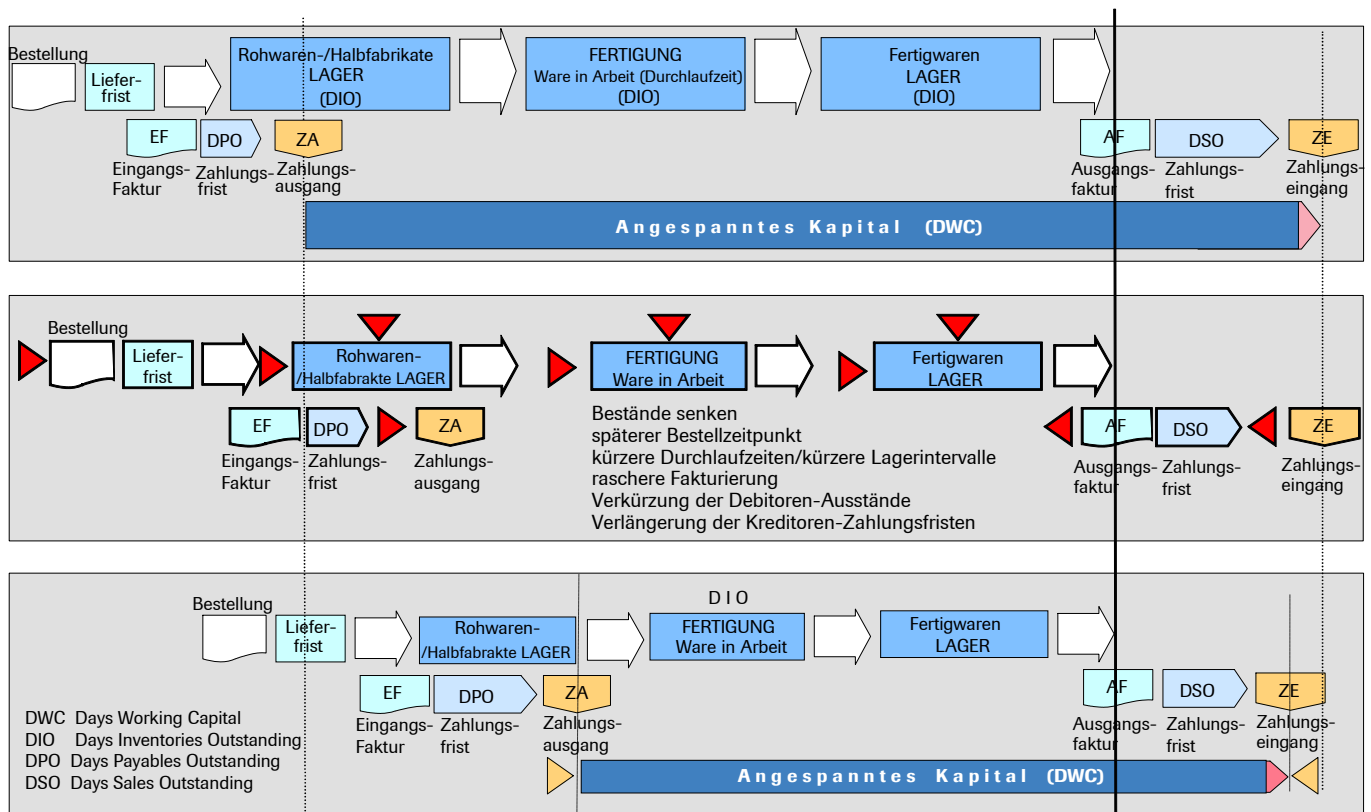 Bestellung
Liefer-
frist
Rohwaren-/Halbfabrikate
LAGER
(DIO)
FERTIGUNG
Ware in Arbeit (Durchlaufzeit)
(DIO)
Fertigwaren
LAGER
(DIO)
EF
DPO
ZA
AF
DSO
ZE
Eingangs-
Faktur
Zahlungs-
frist
Zahlungs-
ausgang
Ausgangs-
faktur
Zahlungs-
frist
Zahlungs-
eingang
Angespanntes Kapital (DWC)
Bestellung
Liefer-
frist
Rohwaren-
/Halbfabrakte LAGER
FERTIGUNG
Ware in Arbeit
Fertigwaren
LAGER
EF
DPO
ZA
AF
DSO
ZE
Eingangs-
Faktur
Zahlungs-
frist
Zahlungs-
ausgang
Bestände senken
späterer Bestellzeitpunkt
kürzere Durchlaufzeiten/kürzere Lagerintervalle
raschere Fakturierung
Verkürzung der Debitoren-Ausstände
Verlängerung der Kreditoren-Zahlungsfristen
Ausgangs-
faktur
Zahlungs-
frist
Zahlungs-
eingang
Bestellung
Liefer-
frist
Rohwaren-
/Halbfabrakte LAGER
DIO
FERTIGUNG
Ware in Arbeit
Fertigwaren
LAGER
EF
DPO
ZA
AF
DSO
ZE
Eingangs-
Faktur
Zahlungs-
frist
Zahlungs-
ausgang
Ausgangs-
faktur
Zahlungs-
frist
Zahlungs-
eingang
DWC Days Working Capital
DIO Days Inventories Outstanding
DPO Days Payables Outstanding
DSO Days Sales Outstanding
Angespanntes Kapital (DWC)